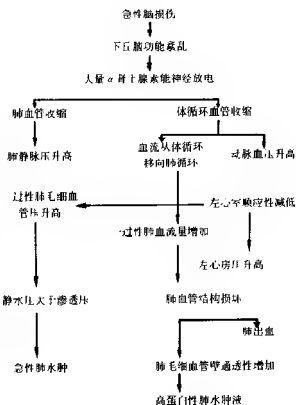 急性脑损伤
下丘脑功能紊乱
大量α肾上腺素能神经放电
肺血管收缩
体循环血管收缩
肺静脉压升高
血流从体循环
移向肺循环
动脉血压升高
过性肺毛细血
管压升高
左心室顺应性减低
过性肺血流量增加
左心房压升高
静水压大于渗透压
肺血管结构损坏
肺出血
急性肺水肿
肺毛细血管壁通透性增加
高蛋白性肺水肿液